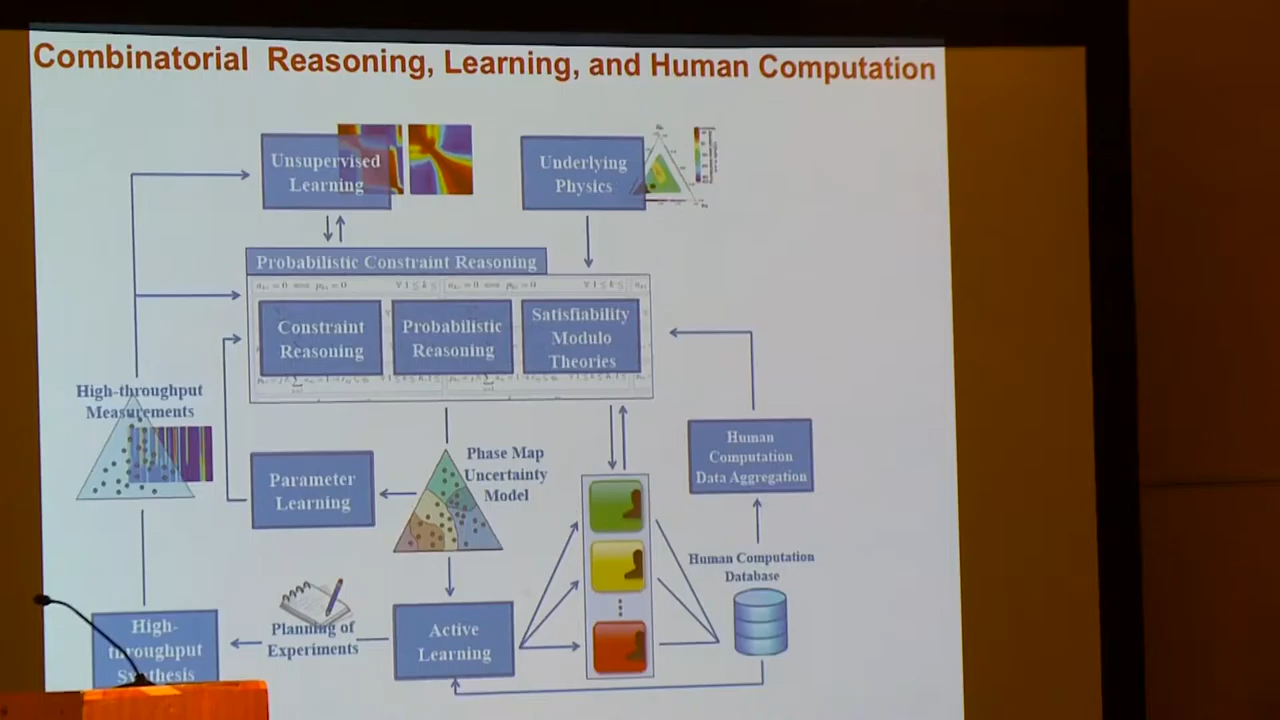 Combinatorial Reasoning, Learning, and Human Computation
Unsupervised
Learning
Underlying
Physics
Probabilistic Constraint Reasoning
Constraint
Reasoning
Probabilistic
Reasoning
Satisfiability
Modulo
Theories
High-throughput
Measurements
Parameter
Learning
Phase Map
Uncertainty
Model
Human
Computation
Data Aggregation
Human Computation
Database
High-
throughput
Synthesis
Planning of
Experiments
Active
Learning